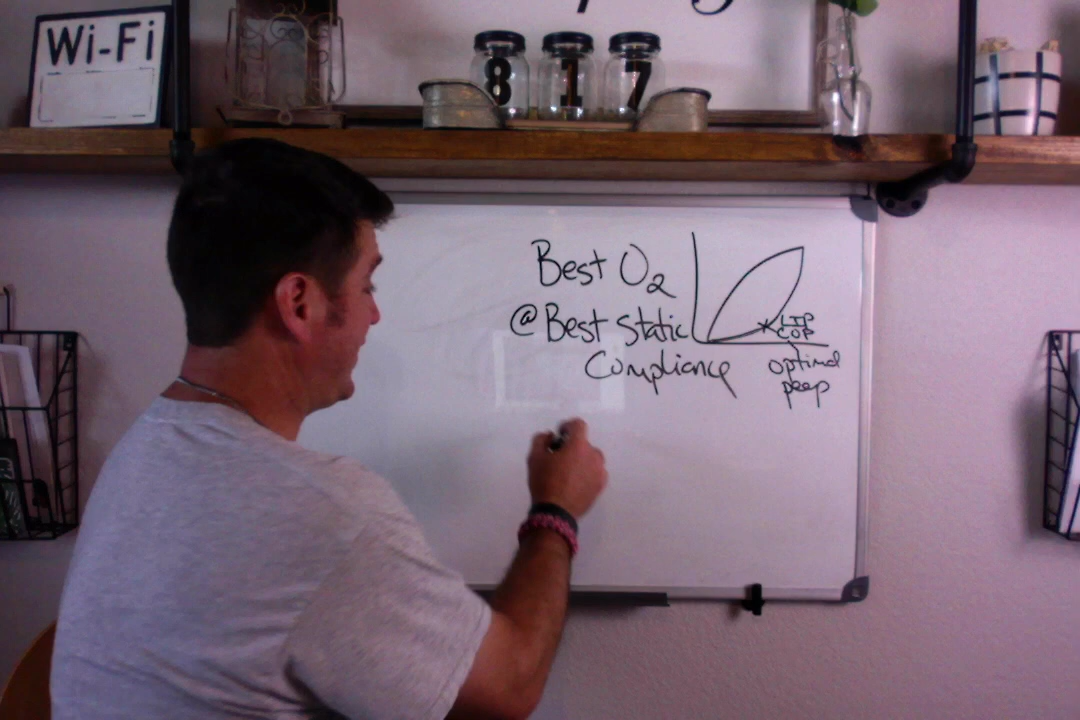 Wi-Fi
8 1 7
Best O2
@ Best static
Compliance
LIP
COP
optimal
peep